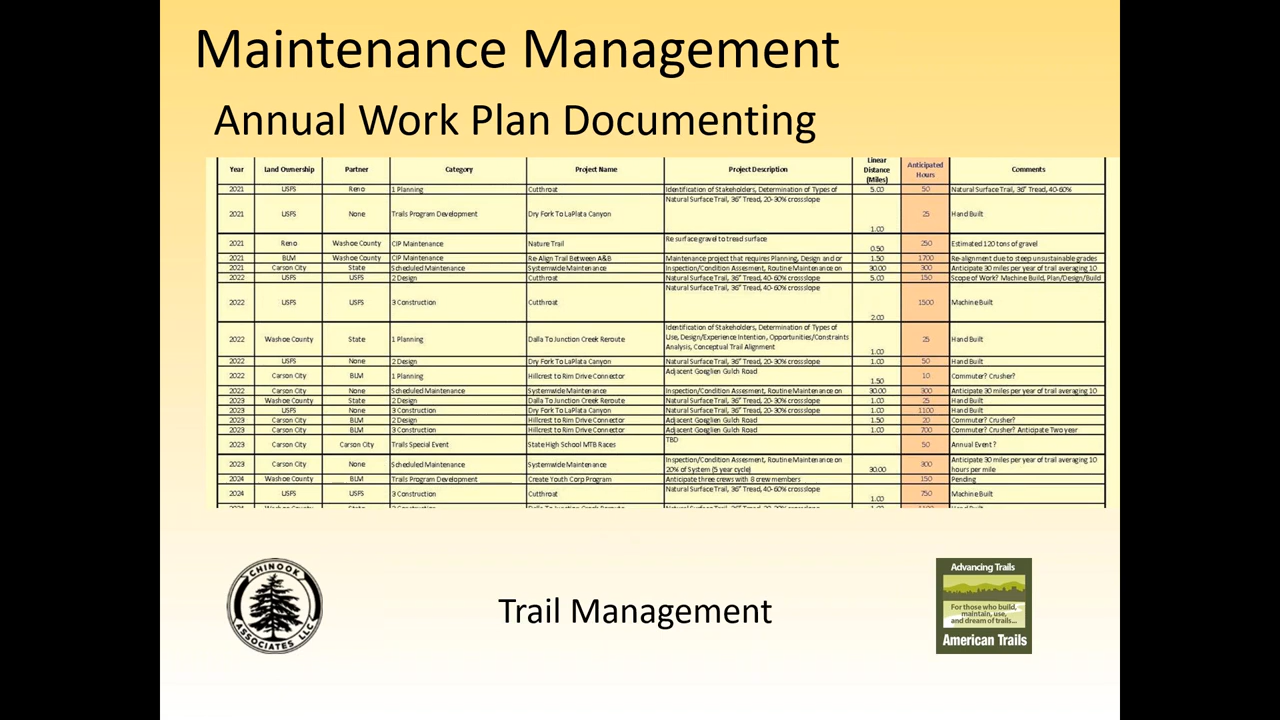 Maintenance Management
Annual Work Plan Documenting
Year Land Ownership Partner Category Project Name Project Description Linear Distance (Miles) Anticipated Hours Comments
2021 USFS Reno 1 Planning Cutthroat Identification of Stakeholders, Determination of Types of 5.00 50 Natural Surface Trail, 36" Tread, 40-60%
2021 USFS None Trails Program Development Dry Fork To LaPlata Canyon Natural Surface Trail, 36" Tread, 20-30% crossslope 1.00 25 Hand Built
2021 Reno Washoe County CIP Maintenance Nature Trail Re surface gravel to tread surface 0.50 250 Estimated 120 tons of gravel
2021 BLM Washoe County CIP Maintenance Re-Align Trail Between A&B Maintenance project that requires Planning, Design and or 1.50 1700 Re-alignment due to steep unsustainable grades
2021 Carson City State Scheduled Maintenance Systemwide Maintenance Inspection/Condition Assesment, Routine Maintenance on 30.00 300 Anticipate 30 miles per year of trail averaging 10
2022 USFS USFS 2 Design Cutthroat Natural Surface Trail, 36" Tread, 40-60% crossslope 5.00 150 Scope of Work? Machine Build, Plan/Design/Build
2022 USFS USFS 3 Construction Cutthroat Natural Surface Trail, 36" Tread, 40-60% crossslope 2.00 1500 Machine Built
2022 Washoe County State 1 Planning Dalla To Junction Creek Reroute Identification of Stakeholders, Determination of Types of Use, Design/Experience Intention, Opportunities/Constraints Analysis, Conceptual Trail Alignment 1.00 25 Hand Built
2022 USFS None 2 Design Dry Fork To LaPlata Canyon Natural Surface Trail, 36" Tread, 20-30% crossslope 1.00 50 Hand Built
2022 Carson City BLM 1 Planning Hillcrest to Rim Drive Connector Adjacent Goeglien Gulch Road 1.50 10 Commuter? Crusher?
2022 Carson City None Scheduled Maintenance Systemwide Maintenance Inspection/Condition Assesment, Routine Maintenance on 30.00 300 Anticipate 30 miles per year of trail averaging 10
2023 Washoe County State 2 Design Dalla To Junction Creek Reroute Natural Surface Trail, 36" Tread, 20-30% crossslope 1.00 25 Hand Built
2023 USFS None 3 Construction Dry Fork To LaPlata Canyon Natural Surface Trail, 36" Tread, 20-30% crossslope 1.00 1100 Hand Built
2023 Carson City BLM 2 Design Hillcrest to Rim Drive Connector Adjacent Goeglien Gulch Road 1.50 20 Commuter? Crusher?
2023 Carson City BLM 3 Construction Hillcrest to Rim Drive Connector Adjacent Goeglien Gulch Road 1.00 700 Commuter? Crusher? Anticipate Two year
2023 Carson City Carson City Trails Special Event State High School MTB Races TBD 50 Annual Event ?
2023 Carson City None Scheduled Maintenance Systemwide Maintenance Inspection/Condition Assesment, Routine Maintenance on 20% of System (5 year cycle) 30.00 300 Anticipate 30 miles per year of trail averaging 10 hours per mile
2024 Washoe County BLM Trails Program Development Create Youth Corp Program Anticipate three crews with 8 crew members 150 Pending
2024 USFS USFS 3 Construction Cutthroat Natural Surface Trail, 36" Tread, 40-60% crossslope 1.00 750 Machine Built
CHINOOK
ASSOCIATES LLC
Trail Management
Advancing Trails
For those who build,
maintain, use,
and dream of trails...
American Trails